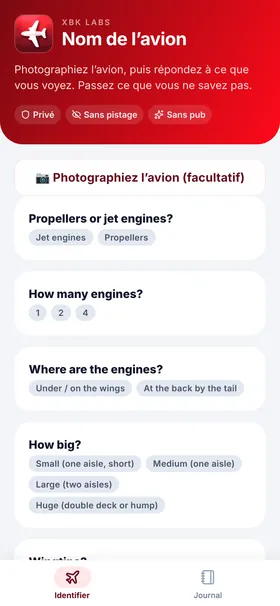 XBK LABS
Nom de l’avion
Photographiez l’avion, puis répondez à ce que
vous voyez. Passez ce que vous ne savez pas.
Privé
Sans pistage
Sans pub
Photographiez l’avion (facultatif)
Propellers or jet engines?
Jet engines
Propellers
How many engines?
1
2
4
Where are the engines?
Under / on the wings
At the back by the tail
How big?
Small (one aisle, short)
Medium (one aisle)
Large (two aisles)
Huge (double deck or hump)
Identifier
Journal